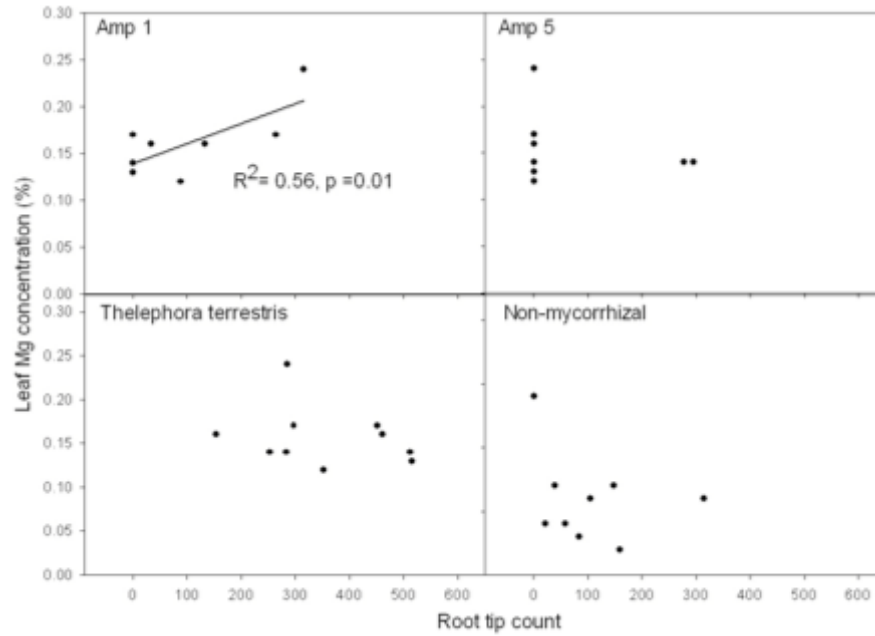 Amp 1
Amp 5
0.30
0.25
0.20
0.15
0.10
0.05
0.00
R2= 0.56, p =0.01
Leaf Mg concentration (%)
Thelephora terrestris
Non-mycorrhizal
0.30
0.25
0.20
0.15
0.10
0.05
0.00
0 100 200 300 400 500 600
0 100 200 300 400 500 600
Root tip count